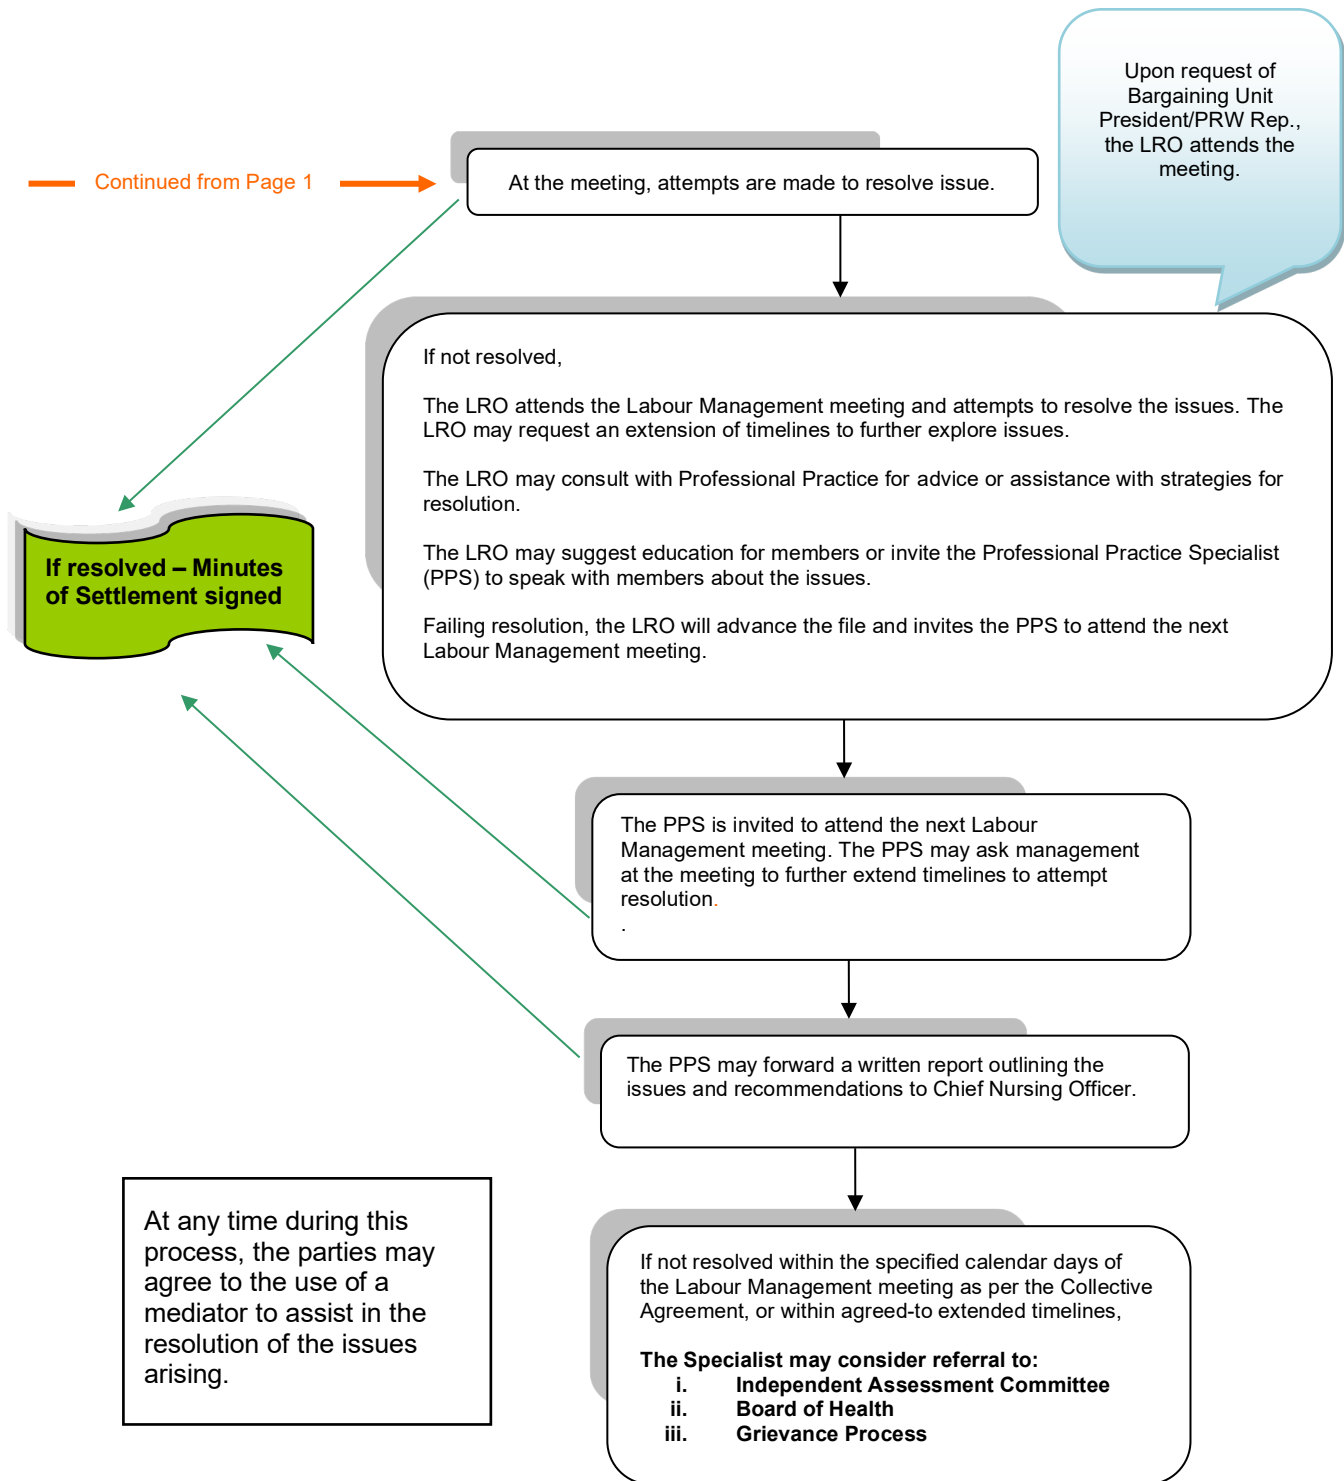 Upon request of
Bargaining Unit
President/PRW Rep.,
the LRO attends the
meeting.
Continued from Page 1
At the meeting, attempts are made to resolve issue.
If not resolved,
The LRO attends the Labour Management meeting and attempts to resolve the issues. The
LRO may request an extension of timelines to further explore issues.
The LRO may consult with Professional Practice for advice or assistance with strategies for
resolution.
The LRO may suggest education for members or invite the Professional Practice Specialist
(PPS) to speak with members about the issues.
Failing resolution, the LRO will advance the file and invites the PPS to attend the next
Labour Management meeting.
If resolved – Minutes
of Settlement signed
The PPS is invited to attend the next Labour
Management meeting. The PPS may ask management
at the meeting to further extend timelines to attempt
resolution.
.
The PPS may forward a written report outlining the
issues and recommendations to Chief Nursing Officer.
At any time during this
process, the parties may
agree to the use of a
mediator to assist in the
resolution of the issues
arising.
If not resolved within the specified calendar days of
the Labour Management meeting as per the Collective
Agreement, or within agreed-to extended timelines,
The Specialist may consider referral to:
i. Independent Assessment Committee
ii. Board of Health
iii. Grievance Process